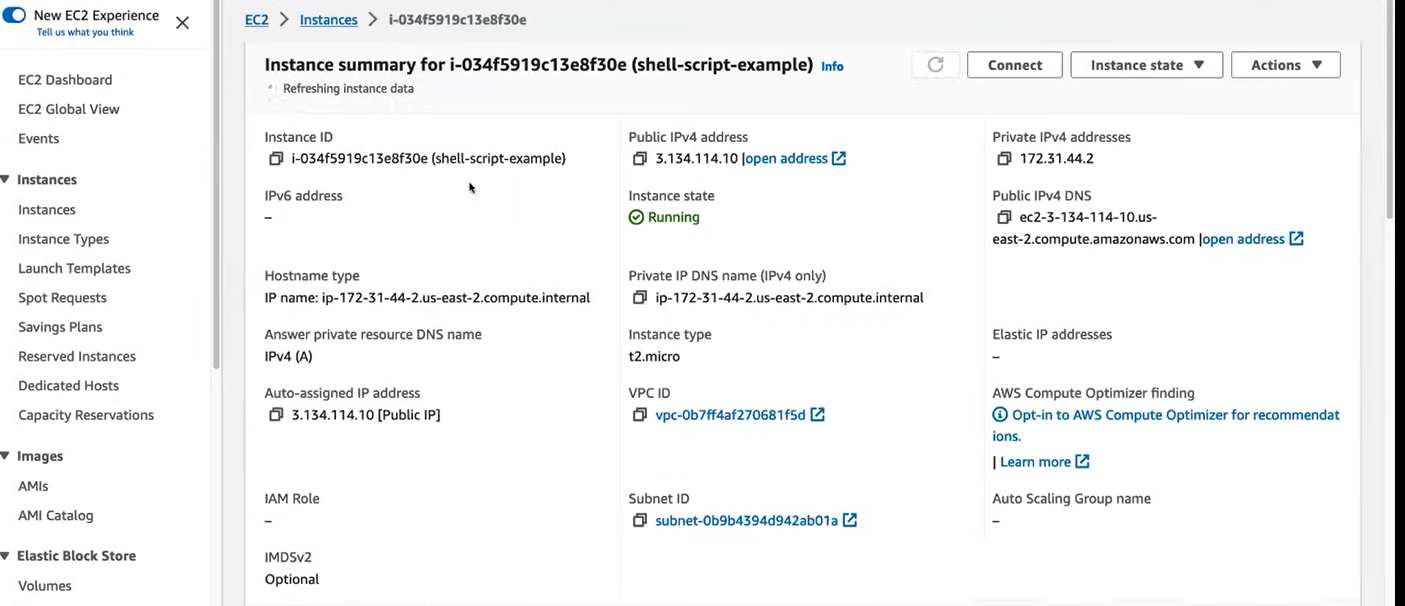 New EC2 Experience
Tell us what you think
EC2 Dashboard
EC2 Global View
Events
Instances
Instances
Instance Types
Launch Templates
Spot Requests
Savings Plans
Reserved Instances
Dedicated Hosts
Capacity Reservations
Images
AMIs
AMI Catalog
Elastic Block Store
Volumes
EC2 > Instances > i-034f5919c13e8f30e
Instance summary for i-034f5919c13e8f30e (shell-script-example) Info
Connect
Instance state
Actions
Refreshing instance data
Instance ID
i-034f5919c13e8f30e (shell-script-example)
Public IPv4 address
3.134.114.10 |open address
Private IPv4 addresses
172.31.44.2
IPv6 address
–
Instance state
Running
Public IPv4 DNS
ec2-3-134-114-10.us-
east-2.compute.amazonaws.com |open address
Hostname type
IP name: ip-172-31-44-2.us-east-2.compute.internal
Private IP DNS name (IPv4 only)
ip-172-31-44-2.us-east-2.compute.internal
Answer private resource DNS name
IPv4 (A)
Instance type
t2.micro
Elastic IP addresses
–
Auto-assigned IP address
3.134.114.10 [Public IP]
VPC ID
vpc-0b7ff4af270681f5d
AWS Compute Optimizer finding
Opt-in to AWS Compute Optimizer for recommendat
ions.
| Learn more
IAM Role
–
Subnet ID
subnet-0b9b4394d942ab01a
Auto Scaling Group name
–
IMDSv2
Optional